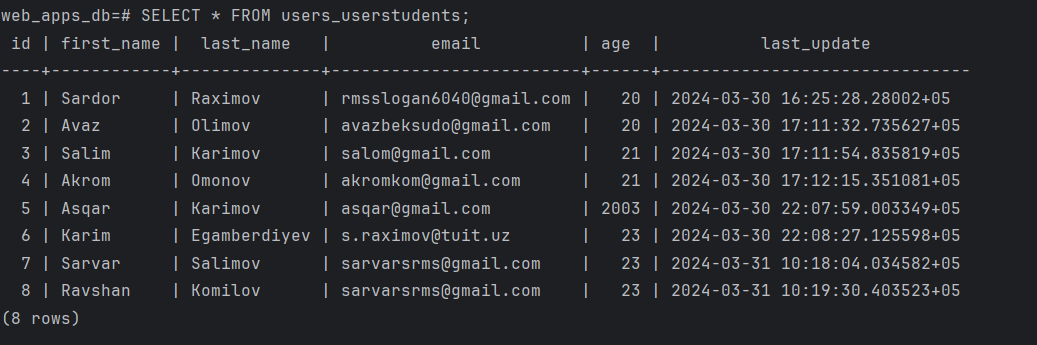 web_apps_db=# SELECT * FROM users_userstudents;
 id | first_name |  last_name   |          email          | age  |          last_update
----+------------+--------------+-------------------------+------+-------------------------------
  1 | Sardor     | Raximov      | rmsslogan6040@gmail.com |   20 | 2024-03-30 16:25:28.28002+05
  2 | Avaz       | Olimov       | avazbeksudo@gmail.com   |   20 | 2024-03-30 17:11:32.735627+05
  3 | Salim      | Karimov      | salom@gmail.com         |   21 | 2024-03-30 17:11:54.835819+05
  4 | Akrom      | Omonov       | akromkom@gmail.com      |   21 | 2024-03-30 17:12:15.351081+05
  5 | Asqar      | Karimov      | asqar@gmail.com         | 2003 | 2024-03-30 22:07:59.003349+05
  6 | Karim      | Egamberdiyev | s.raximov@tuit.uz       |   23 | 2024-03-30 22:08:27.125598+05
  7 | Sarvar     | Salimov      | sarvarsrms@gmail.com    |   23 | 2024-03-31 10:18:04.034582+05
  8 | Ravshan    | Komilov      | sarvarsrms@gmail.com    |   23 | 2024-03-31 10:19:30.403523+05
(8 rows)